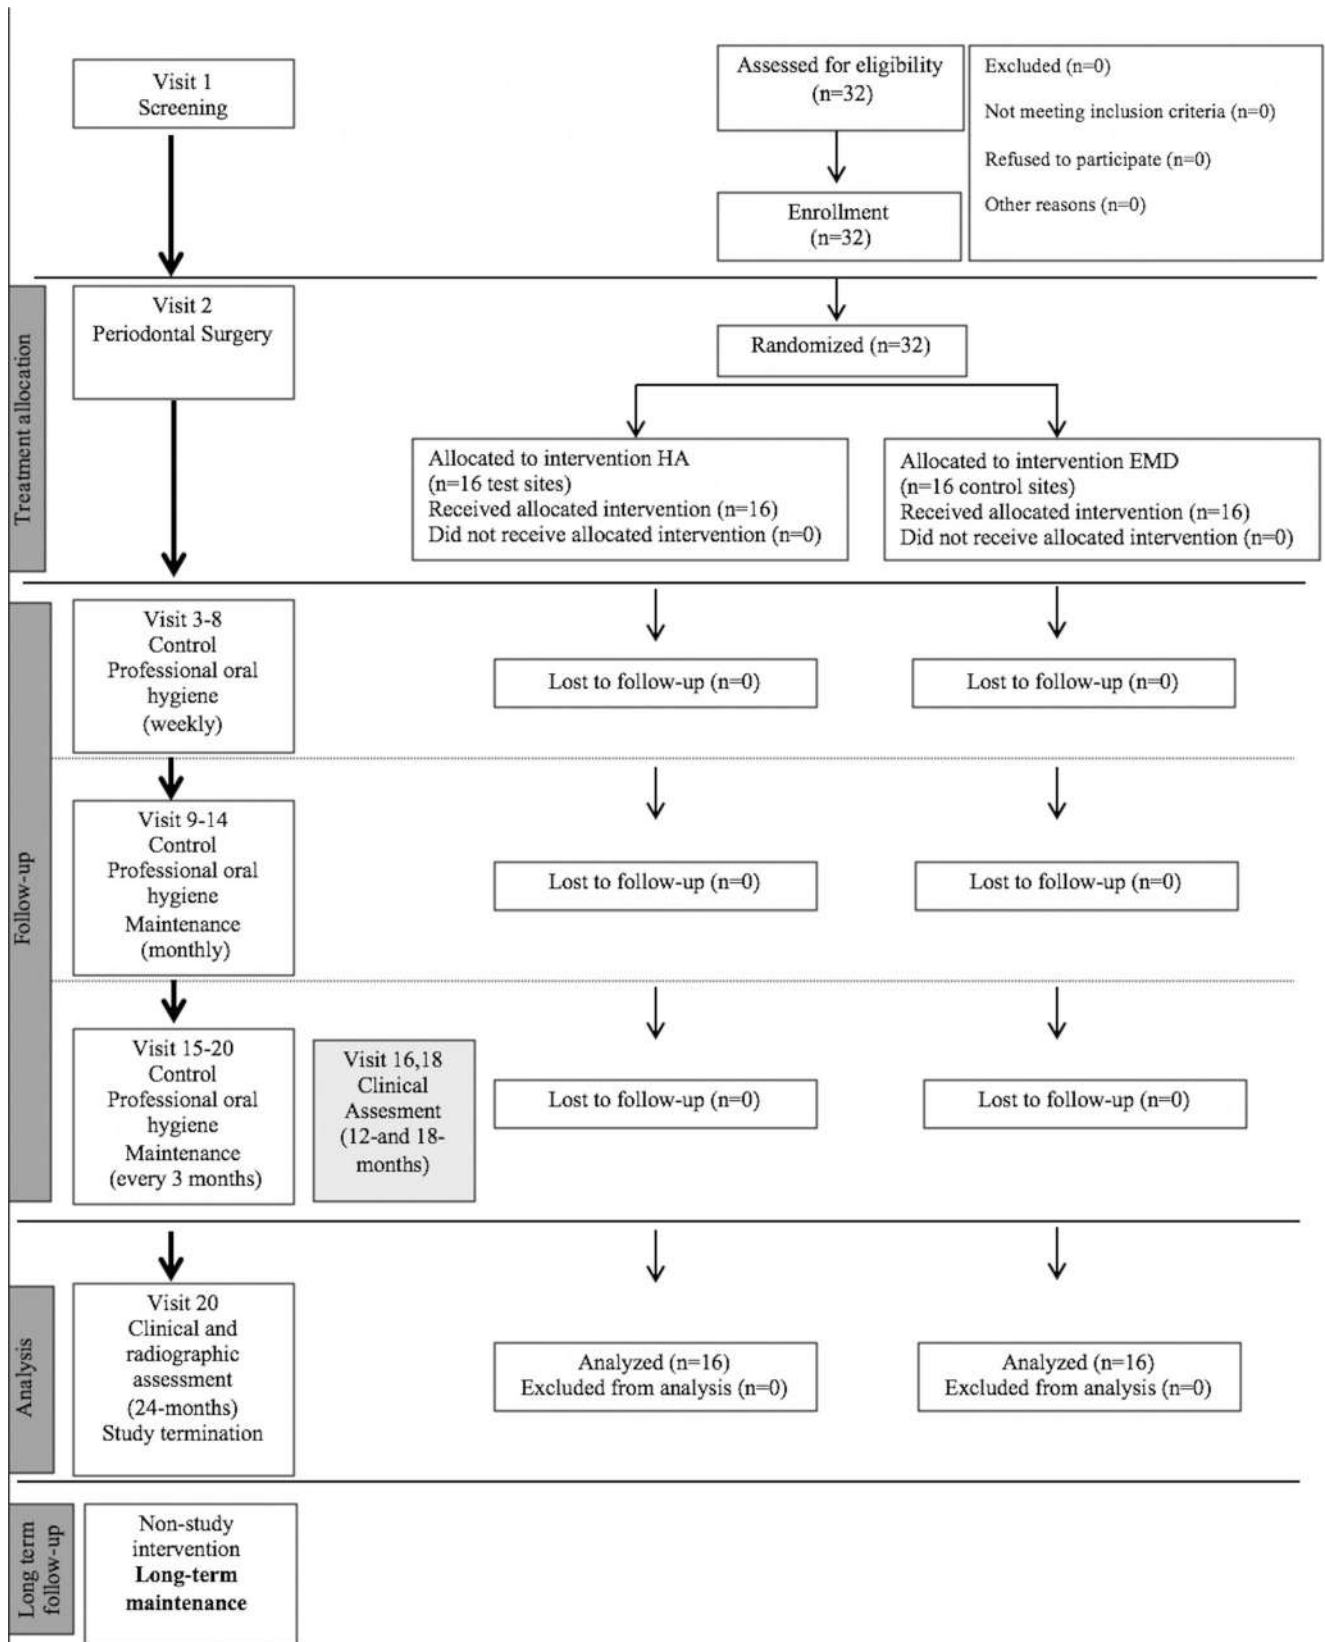 Visit 1
Screening
Assessed for eligibility
(n=32)
Excluded (n=0)
Not meeting inclusion criteria (n=0)
Refused to participate (n=0)
Other reasons (n=0)
Enrollment
(n=32)
Treatment allocation
Visit 2
Periodontal Surgery
Randomized (n=32)
Allocated to intervention HA
(n=16 test sites)
Received allocated intervention (n=16)
Did not receive allocated intervention (n=0)
Allocated to intervention EMD
(n=16 control sites)
Received allocated intervention (n=16)
Did not receive allocated intervention (n=0)
Follow-up
Visit 3-8
Control
Professional oral
hygiene
(weekly)
Lost to follow-up (n=0)
Lost to follow-up (n=0)
Visit 9-14
Control
Professional oral
hygiene
Maintenance
(monthly)
Lost to follow-up (n=0)
Lost to follow-up (n=0)
Visit 15-20
Control
Professional oral
hygiene
Maintenance
(every 3 months)
Visit 16,18
Clinical
Assesment
(12-and 18-
months)
Lost to follow-up (n=0)
Lost to follow-up (n=0)
Analysis
Visit 20
Clinical and
radiographic
assessment
(24-months)
Study termination
Analyzed (n=16)
Excluded from analysis (n=0)
Analyzed (n=16)
Excluded from analysis (n=0)
Long term
follow-up
Non-study
intervention
Long-term
maintenance